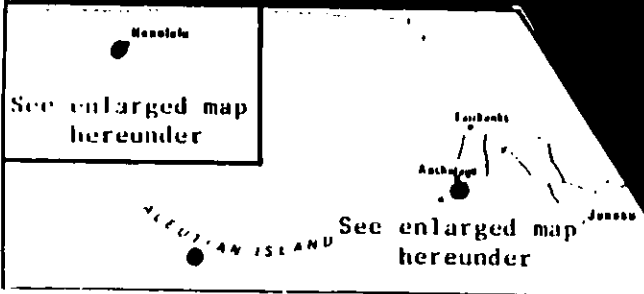 Honolulu
See enlarged map
hereunder
Fairbanks
Anchorage
Juneau
ALEUTIAN ISLAND
See enlarged map
hereunder